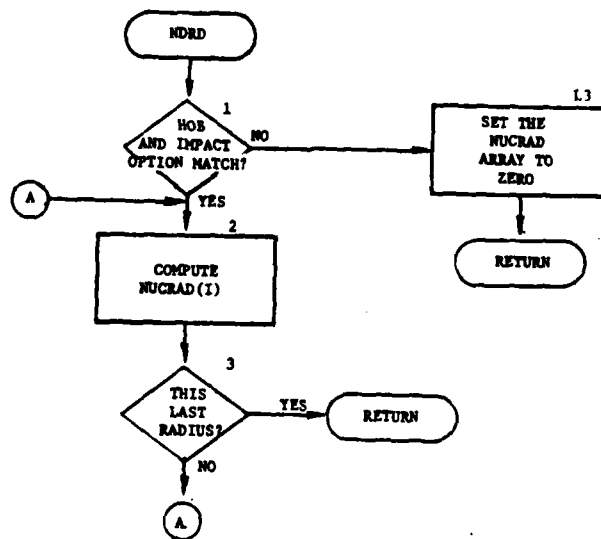 NDRD
1
HOB
AND IMPACT
OPTION MATCH?
NO
L3
SET THE
NUCRAD
ARRAY TO
ZERO
RETURN
A
YES
2
COMPUTE
NUCRAD(I)
3
THIS
LAST
RADIUS?
YES
RETURN
NO
A